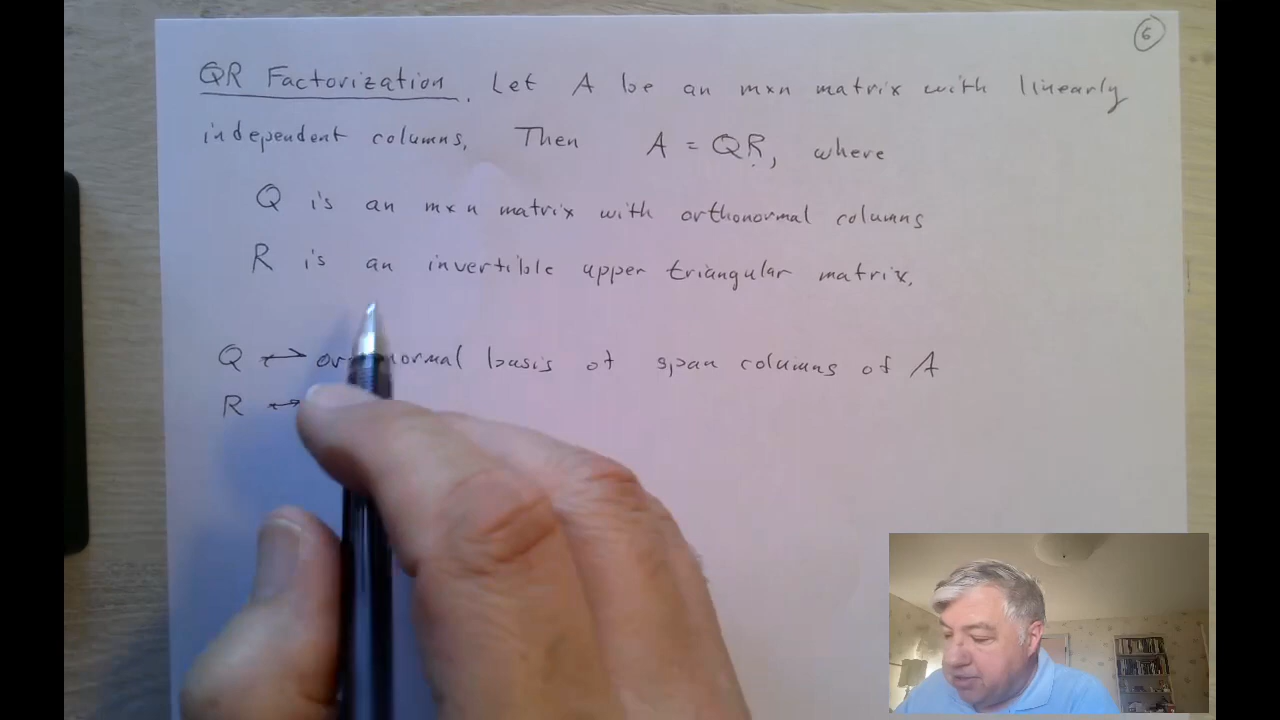 6
QR Factorization. Let A be an m×n matrix with linearly
independent columns. Then A = QR, where
Q is an m×n matrix with orthonormal columns
R is an invertible upper triangular matrix.
Q ↔ normal basis of span columns of A
R ↔